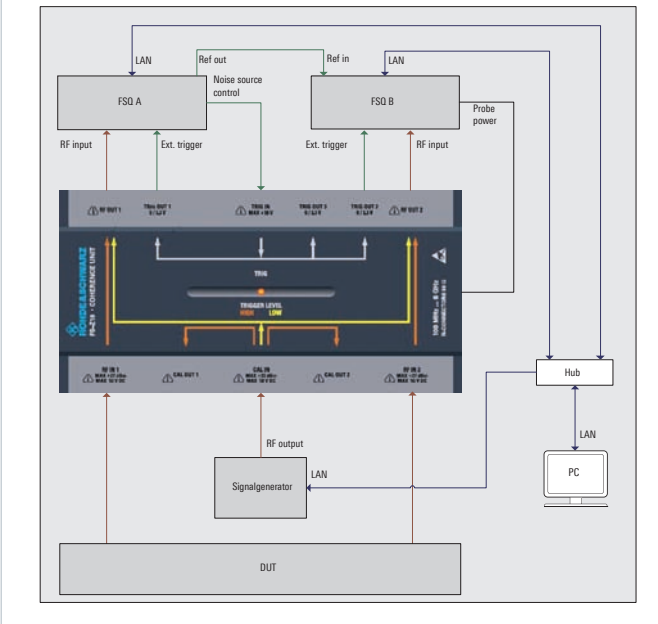 LAN
Ref out
Ref in
LAN
Noise source
control
FSQ A
FSQ B
Probe
power
RF input
Ext. trigger
Ext. trigger
RF input
RF OUT 1
TRIG OUT 1
TRIG IN
MAX +10 V
TRIG OUT 3
TRIG OUT 2
RF OUT 2
TRIG
TRIGGER LEVEL
HIGH LOW
ROHDE & SCHWARZ
COHERENCE UNIT
RF IN 1
CAL OUT 1
CAL IN
CAL OUT 2
RF IN 2
Hub
RF output
LAN
LAN
Signalgenerator
PC
DUT